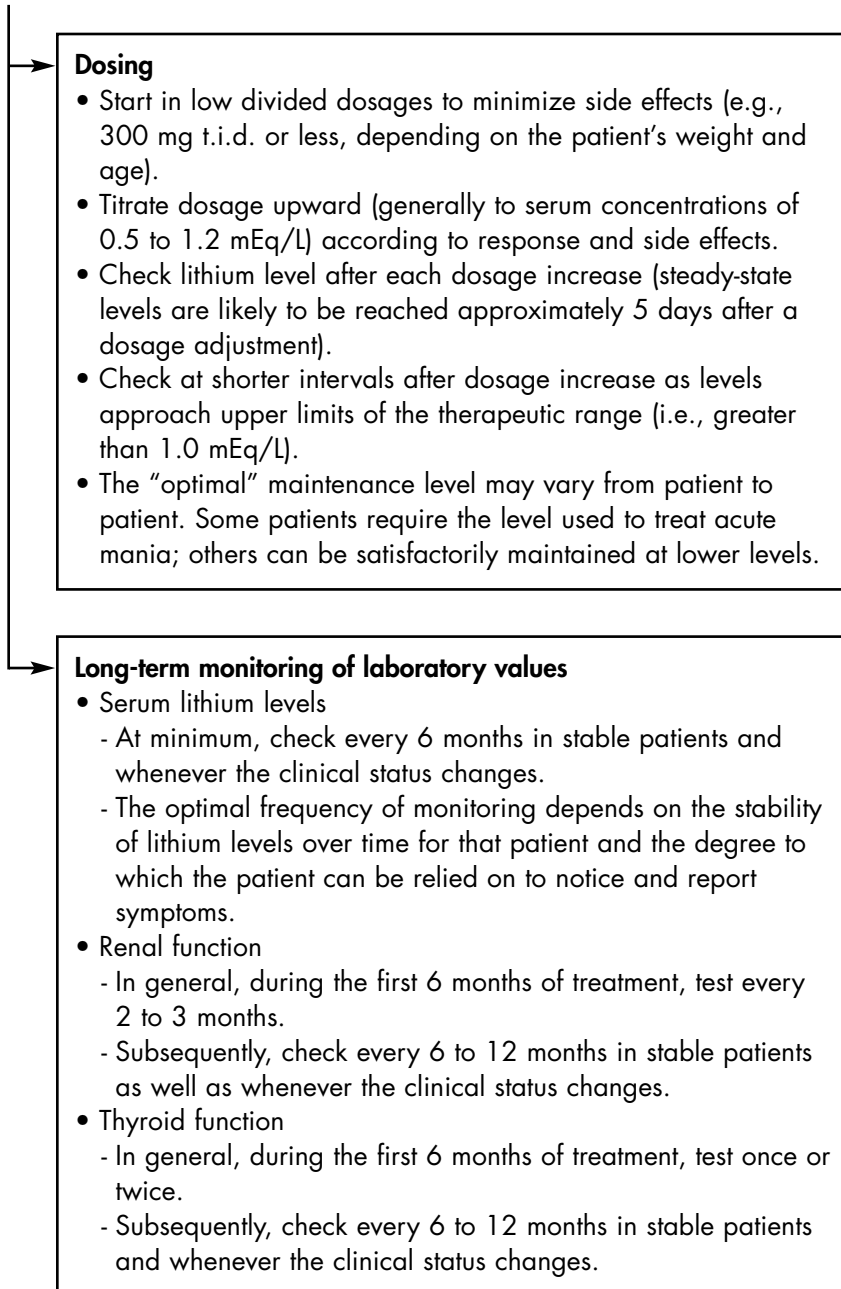 Dosing
• Start in low divided dosages to minimize side effects (e.g.,
300 mg t.i.d. or less, depending on the patient’s weight and
age).
• Titrate dosage upward (generally to serum concentrations of
0.5 to 1.2 mEq/L) according to response and side effects.
• Check lithium level after each dosage increase (steady-state
levels are likely to be reached approximately 5 days after a
dosage adjustment).
• Check at shorter intervals after dosage increase as levels
approach upper limits of the therapeutic range (i.e., greater
than 1.0 mEq/L).
• The “optimal” maintenance level may vary from patient to
patient. Some patients require the level used to treat acute
mania; others can be satisfactorily maintained at lower levels.
Long-term monitoring of laboratory values
• Serum lithium levels
- At minimum, check every 6 months in stable patients and
whenever the clinical status changes.
- The optimal frequency of monitoring depends on the stability
of lithium levels over time for that patient and the degree to
which the patient can be relied on to notice and report
symptoms.
• Renal function
- In general, during the first 6 months of treatment, test every
2 to 3 months.
- Subsequently, check every 6 to 12 months in stable patients
as well as whenever the clinical status changes.
• Thyroid function
- In general, during the first 6 months of treatment, test once or
twice.
- Subsequently, check every 6 to 12 months in stable patients
and whenever the clinical status changes.